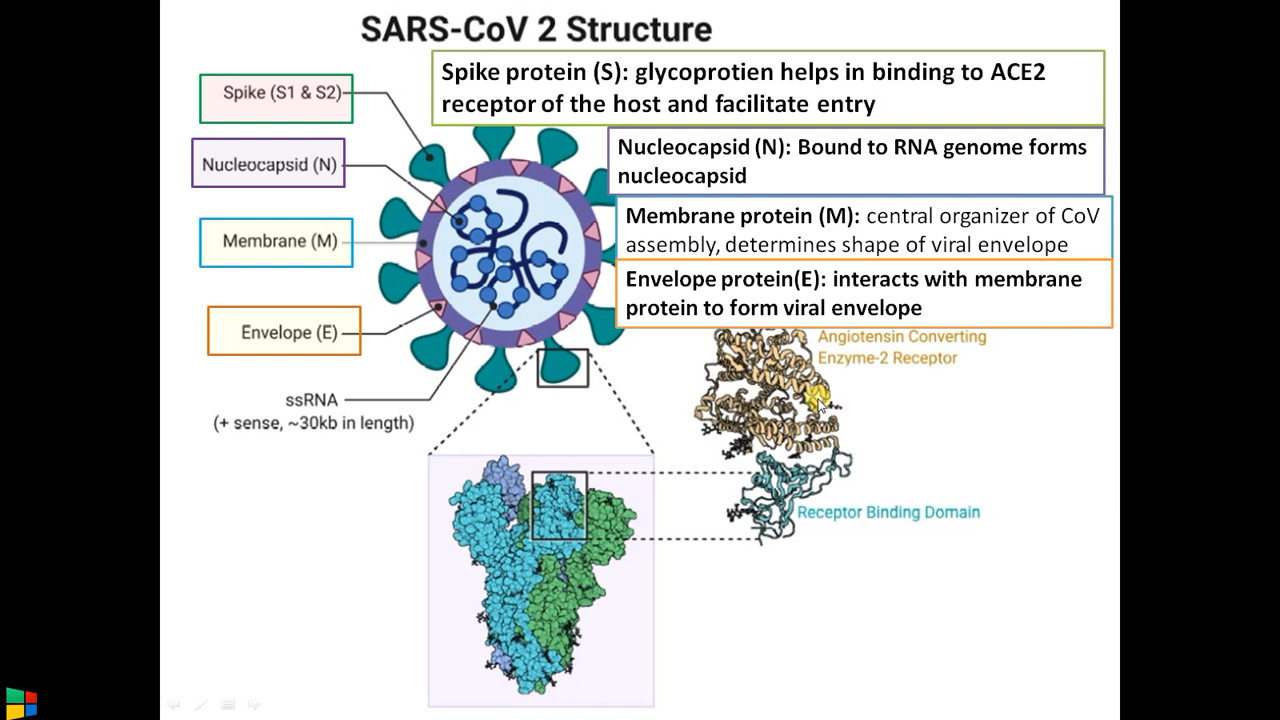 SARS-CoV 2 Structure
Spike (S1 & S2)
Spike protein (S): glycoprotien helps in binding to ACE2
receptor of the host and facilitate entry
Nucleocapsid (N)
Nucleocapsid (N): Bound to RNA genome forms
nucleocapsid
Membrane (M)
Membrane protein (M): central organizer of CoV
assembly, determines shape of viral envelope
Envelope protein(E): interacts with membrane
protein to form viral envelope
Envelope (E)
Angiotensin Converting
Enzyme-2 Receptor
ssRNA
(+ sense, ~30kb in length)
Receptor Binding Domain